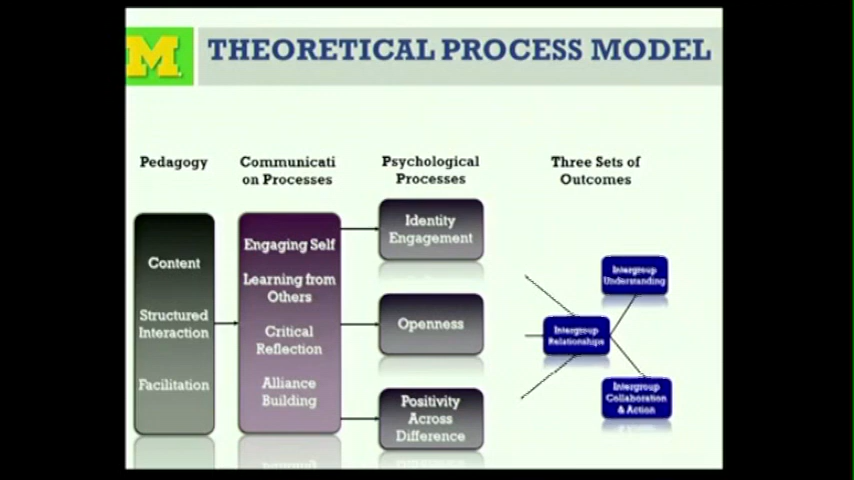 M
THEORETICAL PROCESS MODEL
Pedagogy
Communicati
on Processes
Psychological
Processes
Three Sets of
Outcomes
Content
Structured
Interaction
Facilitation
Engaging Self
Learning from
Others
Critical
Reflection
Alliance
Building
Identity
Engagement
Openness
Positivity
Across
Difference
Intergroup
Relationships
Intergroup
Understanding
Intergroup
Collaboration
& Action